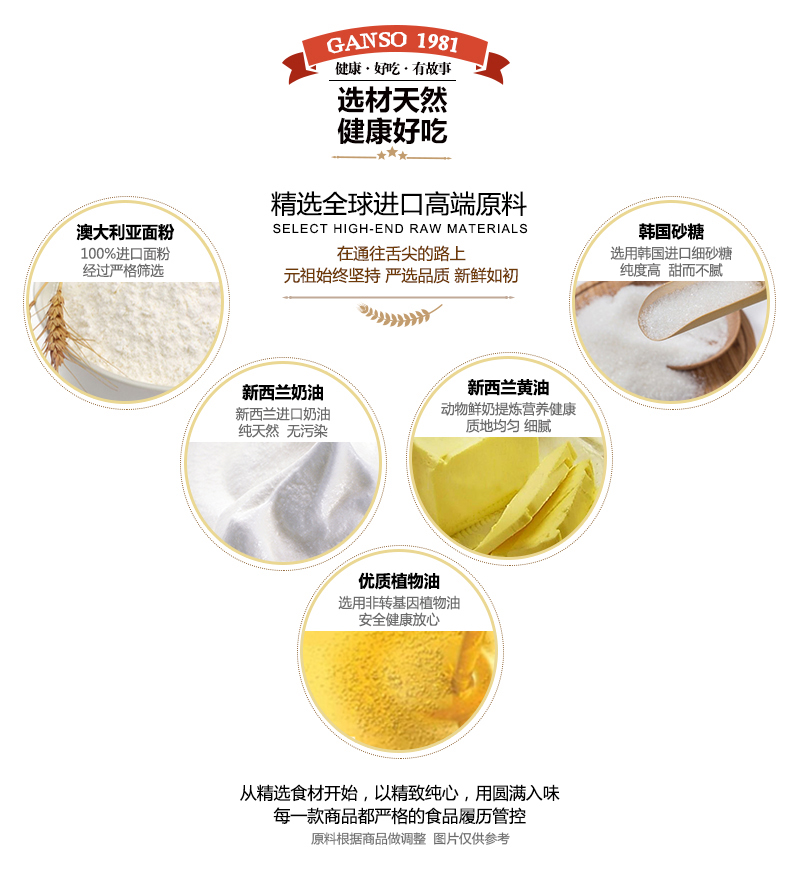 GANSO 1981
健康·好吃·有故事
选材天然
健康好吃
精选全球进口高端原料
SELECT HIGH-END RAW MATERIALS
在通往舌尖的路上
元祖始终坚持 严选品质 新鲜如初
澳大利亚面粉
100%进口面粉
经过严格筛选
韩国砂糖
选用韩国进口细砂糖
纯度高 甜而不腻
新西兰奶油
新西兰进口奶油
纯天然 无污染
新西兰黄油
动物鲜奶提炼营养健康
质地均匀 细腻
优质植物油
选用非转基因植物油
安全健康放心
从精选食材开始，以精致纯心，用圆满入味
每一款商品都严格的食品履历管控
原料根据商品做调整 图片仅供参考